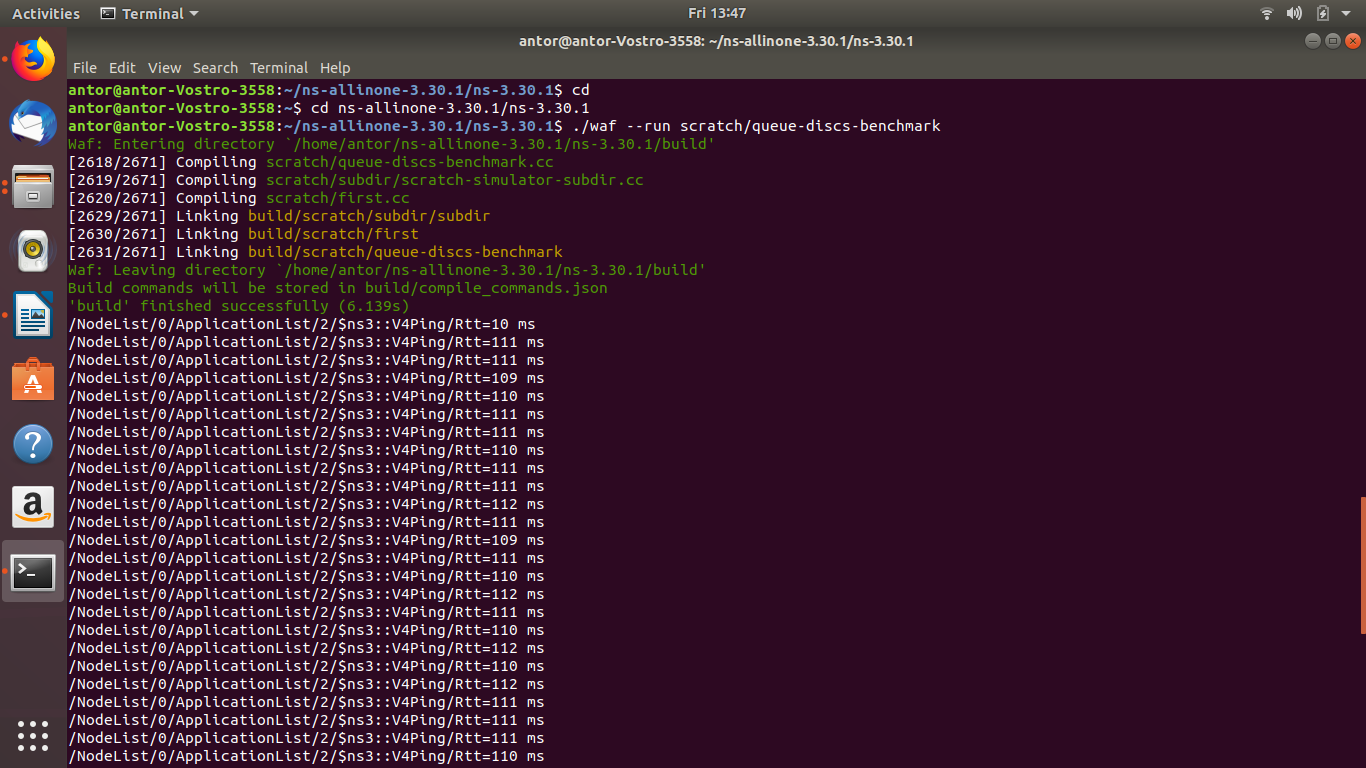 Activities Terminal Fri 13:47
antor@antor-Vostro-3558: ~/ns-allinone-3.30.1/ns-3.30.1
File Edit View Search Terminal Help
antor@antor-Vostro-3558:~/ns-allinone-3.30.1/ns-3.30.1$ cd
antor@antor-Vostro-3558:~$ cd ns-allinone-3.30.1/ns-3.30.1
antor@antor-Vostro-3558:~/ns-allinone-3.30.1/ns-3.30.1$ ./waf --run scratch/queue-discs-benchmark
Waf: Entering directory `/home/antor/ns-allinone-3.30.1/ns-3.30.1/build'
[2618/2671] Compiling scratch/queue-discs-benchmark.cc
[2619/2671] Compiling scratch/subdir/scratch-simulator-subdir.cc
[2620/2671] Compiling scratch/first.cc
[2629/2671] Linking build/scratch/subdir/subdir
[2630/2671] Linking build/scratch/first
[2631/2671] Linking build/scratch/queue-discs-benchmark
Waf: Leaving directory `/home/antor/ns-allinone-3.30.1/ns-3.30.1/build'
Build commands will be stored in build/compile_commands.json
'build' finished successfully (6.139s)
/NodeList/0/ApplicationList/2/$ns3::V4Ping/Rtt=10 ms
/NodeList/0/ApplicationList/2/$ns3::V4Ping/Rtt=111 ms
/NodeList/0/ApplicationList/2/$ns3::V4Ping/Rtt=111 ms
/NodeList/0/ApplicationList/2/$ns3::V4Ping/Rtt=109 ms
/NodeList/0/ApplicationList/2/$ns3::V4Ping/Rtt=110 ms
/NodeList/0/ApplicationList/2/$ns3::V4Ping/Rtt=111 ms
/NodeList/0/ApplicationList/2/$ns3::V4Ping/Rtt=111 ms
/NodeList/0/ApplicationList/2/$ns3::V4Ping/Rtt=110 ms
/NodeList/0/ApplicationList/2/$ns3::V4Ping/Rtt=111 ms
/NodeList/0/ApplicationList/2/$ns3::V4Ping/Rtt=111 ms
/NodeList/0/ApplicationList/2/$ns3::V4Ping/Rtt=112 ms
/NodeList/0/ApplicationList/2/$ns3::V4Ping/Rtt=111 ms
/NodeList/0/ApplicationList/2/$ns3::V4Ping/Rtt=109 ms
/NodeList/0/ApplicationList/2/$ns3::V4Ping/Rtt=111 ms
/NodeList/0/ApplicationList/2/$ns3::V4Ping/Rtt=110 ms
/NodeList/0/ApplicationList/2/$ns3::V4Ping/Rtt=112 ms
/NodeList/0/ApplicationList/2/$ns3::V4Ping/Rtt=111 ms
/NodeList/0/ApplicationList/2/$ns3::V4Ping/Rtt=110 ms
/NodeList/0/ApplicationList/2/$ns3::V4Ping/Rtt=112 ms
/NodeList/0/ApplicationList/2/$ns3::V4Ping/Rtt=110 ms
/NodeList/0/ApplicationList/2/$ns3::V4Ping/Rtt=112 ms
/NodeList/0/ApplicationList/2/$ns3::V4Ping/Rtt=111 ms
/NodeList/0/ApplicationList/2/$ns3::V4Ping/Rtt=111 ms
/NodeList/0/ApplicationList/2/$ns3::V4Ping/Rtt=111 ms
/NodeList/0/ApplicationList/2/$ns3::V4Ping/Rtt=110 ms